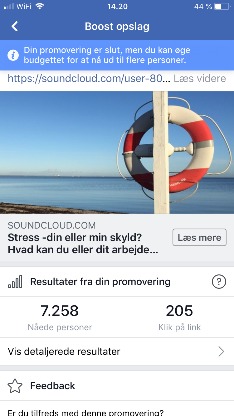 WiFi 14.20 44 %
Boost opslag
Din promovering er slut, men du kan øge
budgettet for at nå ud til flere personer.
https://soundcloud.com/user-80... Læs videre
SOUNDCLOUD.COM
Stress -din eller min skyld?
Hvad kan du eller dit arbejde...
Læs mere
Resultater fra din promovering
7.258 205
Nåede personer Klik på link
Vis detaljerede resultater
Feedback
Er du tilfreds med denne promovering?